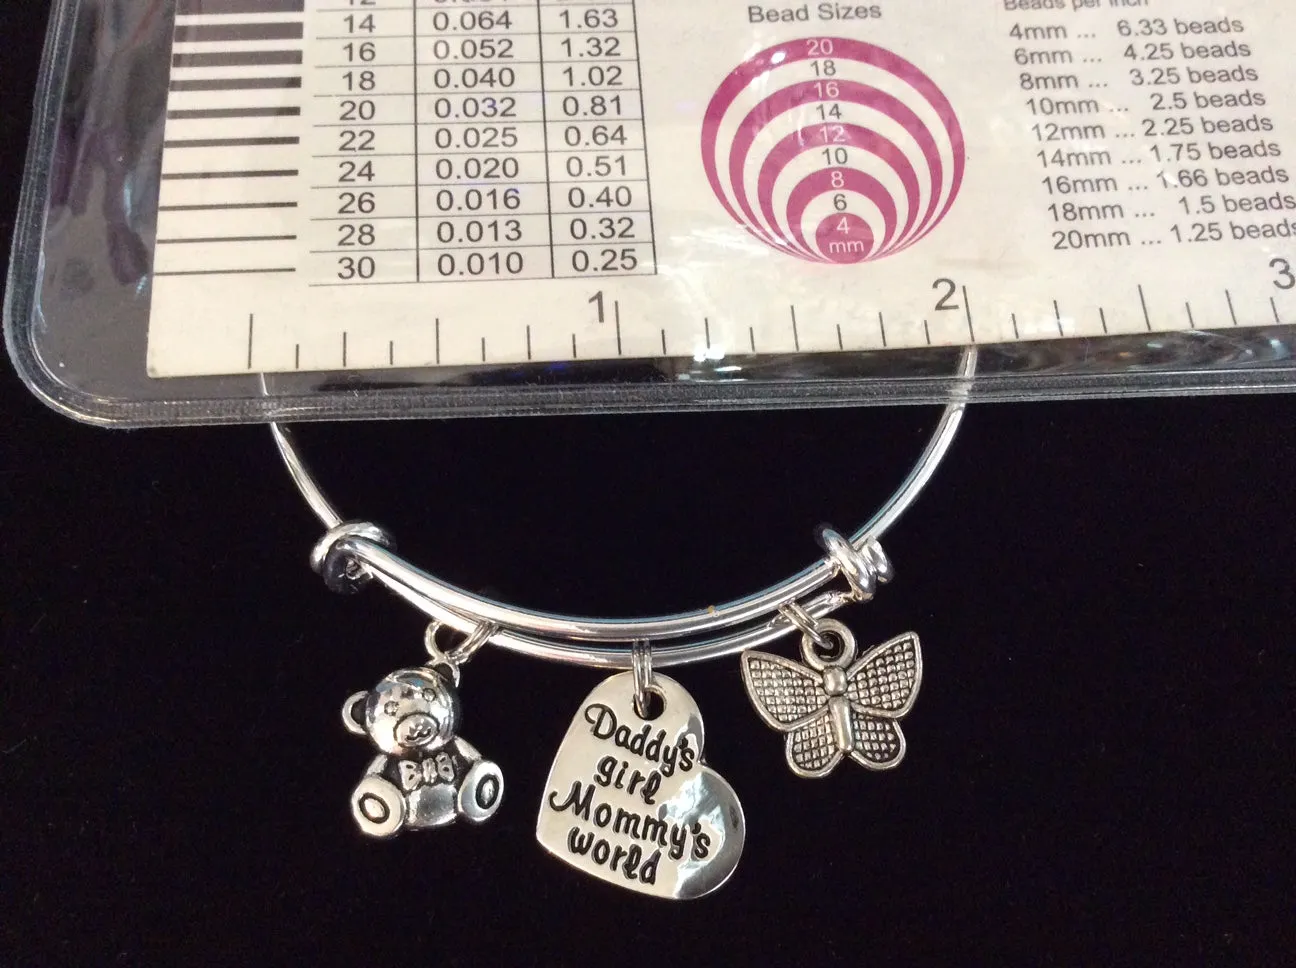 14 0.064 1.63
16 0.052 1.32
18 0.040 1.02
20 0.032 0.81
22 0.025 0.64
24 0.020 0.51
26 0.016 0.40
28 0.013 0.32
30 0.010 0.25
Bead Sizes
20
18
16
14
12
10
8
6
4
mm
Beads per inch
4mm ... 6.33 beads
6mm ... 4.25 beads
8mm ... 3.25 beads
10mm ... 2.5 beads
12mm ... 2.25 beads
14mm ... 1.75 beads
16mm ... 1.66 beads
18mm ... 1.5 beads
20mm ... 1.25 beads
1 2 3
Daddy's
girl
Mommy's
world